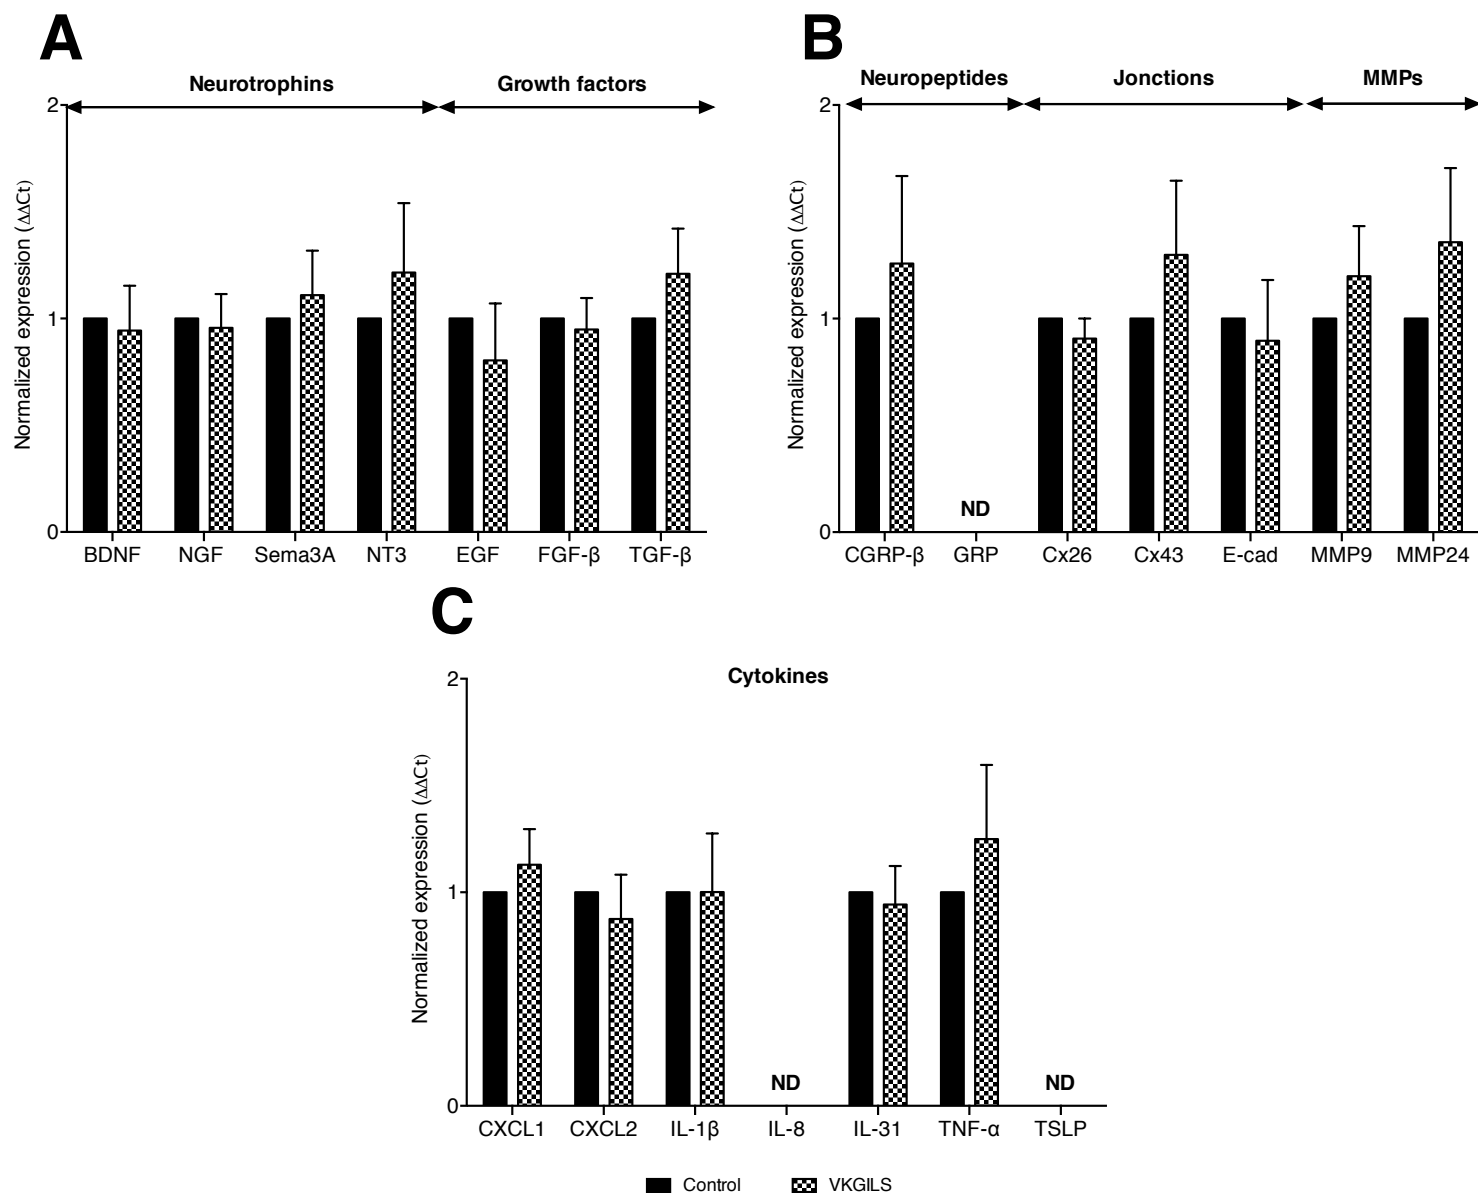 A
Neurotrophins Growth factors
Normalized expression (ΔΔCt)
2
1
0
BDNF NGF Sema3A NT3 EGF FGF-β TGF-β
B
Neuropeptides Jonctions MMPs
Normalized expression (ΔΔCt)
2
1
0
ND
CGRP-β GRP Cx26 Cx43 E-cad MMP9 MMP24
C
Cytokines
Normalized expression (ΔΔCt)
2
1
0
ND ND
CXCL1 CXCL2 IL-1β IL-8 IL-31 TNF-α TSLP
Control VKGILS